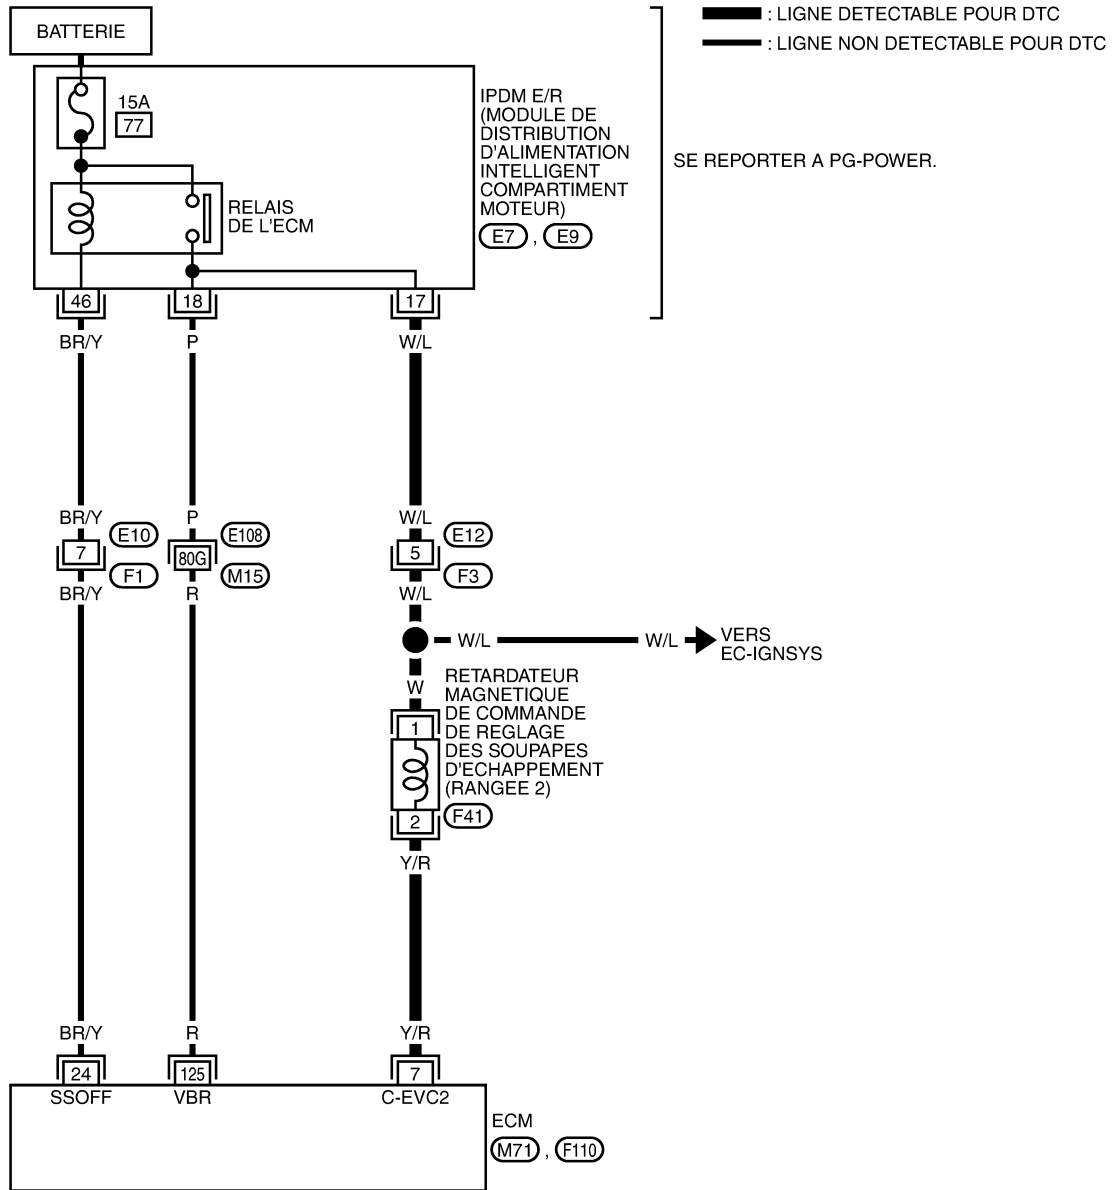 BATTERIE
: LIGNE DETECTABLE POUR DTC
: LIGNE NON DETECTABLE POUR DTC
15A
77
IPDM E/R
(MODULE DE
DISTRIBUTION
D'ALIMENTATION
INTELLIGENT
COMPARTIMENT
MOTEUR)
E7 , E9
SE REPORTER A PG-POWER.
RELAIS
DE L'ECM
46 18 17
BR/Y P W/L
BR/Y P W/L
E10 E108 E12
7 80G 5
F1 M15 F3
BR/Y R W/L
W/L W/L
VERS
EC-IGNSYS
W
RETARDATEUR
MAGNETIQUE
DE COMMANDE
DE REGLAGE
DES SOUPAPES
D'ECHAPPEMENT
(RANGEE 2)
1
2
F41
Y/R
BR/Y R Y/R
24 125 7
SSOFF VBR C-EVC2
ECM
M71 , F110